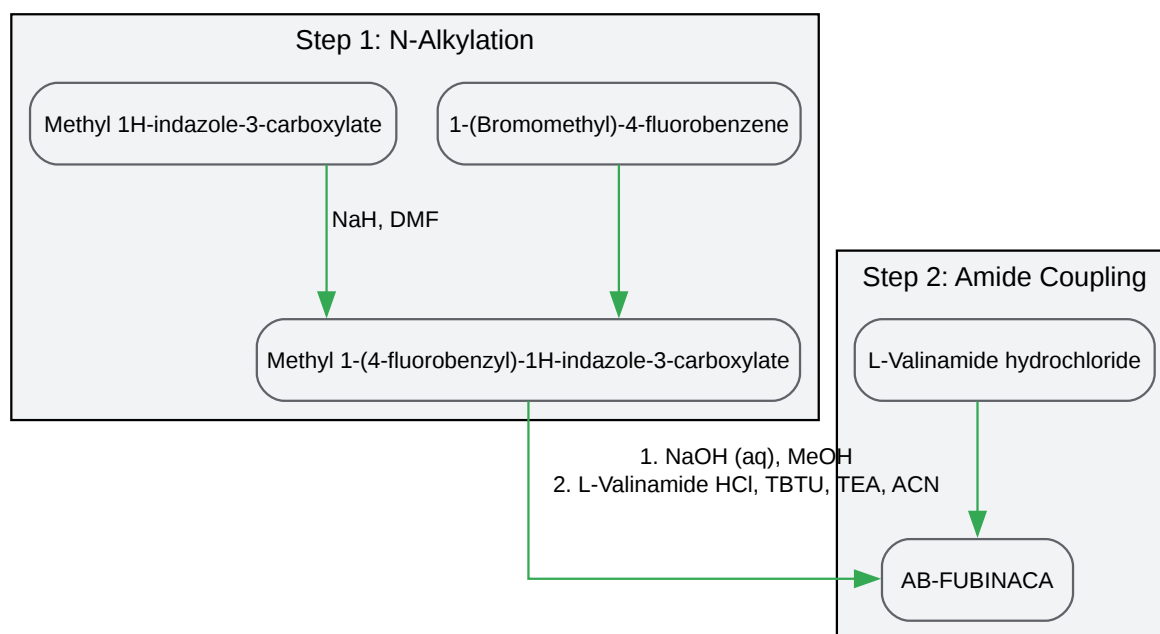 Step 1: N-Alkylation
Methyl 1H-indazole-3-carboxylate
1-(Bromomethyl)-4-fluorobenzene
NaH, DMF
Methyl 1-(4-fluorobenzyl)-1H-indazole-3-carboxylate
Step 2: Amide Coupling
L-Valinamide hydrochloride
1. NaOH (aq), MeOH
2. L-Valinamide HCl, TBTU, TEA, ACN
AB-FUBINACA